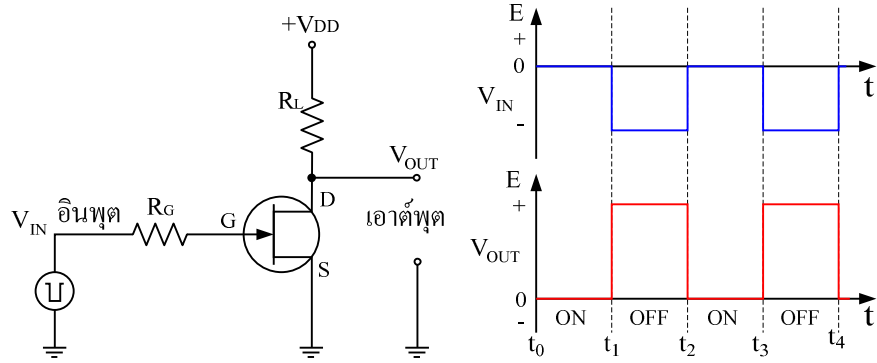 +VDD
RL
VOUT
D
VIN อินพุต
RG
G
เอาต์พุต
S
E
+
0
t
VIN
-
E
+
VOUT
0
-
ON OFF ON OFF
t
t0 t1 t2 t3 t4